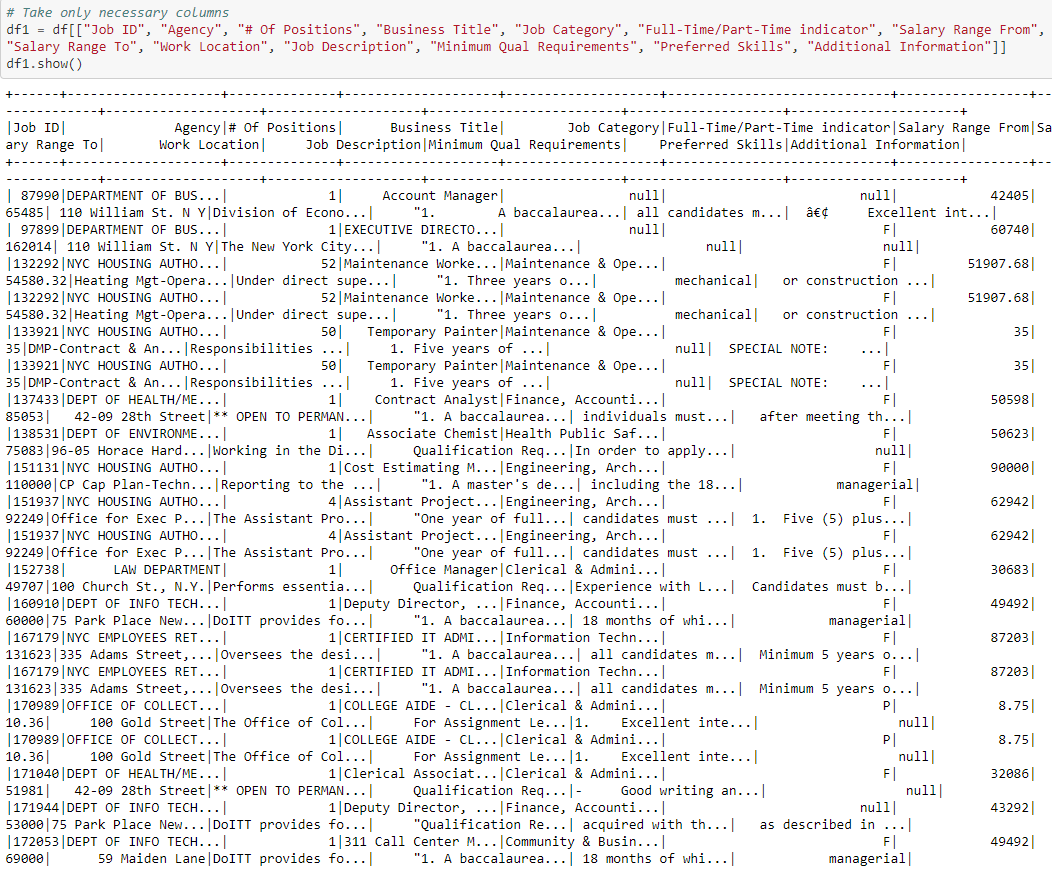 # Take only necessary columns
df1 = df[["Job ID", "Agency", "# Of Positions", "Business Title", "Job Category", "Full-Time/Part-Time indicator", "Salary Range From",
"Salary Range To", "Work Location", "Job Description", "Minimum Qual Requirements", "Preferred Skills", "Additional Information"]]
df1.show()
+------+--------------------+--------------+--------------------+--------------------+-----------------------------+-----------------+---
------------+--------------------+--------------------+-------------------------+--------------------+----------------------+
|Job ID|              Agency|# Of Positions|      Business Title|        Job Category|Full-Time/Part-Time indicator|Salary Range From|Sa
ary Range To|       Work Location|     Job Description|Minimum Qual Requirements|    Preferred Skills|Additional Information|
+------+--------------------+--------------+--------------------+--------------------+-----------------------------+-----------------+---
------------+--------------------+--------------------+-------------------------+--------------------+----------------------+
| 87990|DEPARTMENT OF BUS...|             1|     Account Manager|                null|                         null|            42405|
65485| 110 William St. N Y|Division of Econo...|     "1.        A baccalaurea...| all candidates m...|  â€¢     Excellent int...|
| 97899|DEPARTMENT OF BUS...|             1|EXECUTIVE DIRECTO...|                null|                            F|            60740|
162014| 110 William St. N Y|The New York City...|     "1. A baccalaurea...|                null|                  null|
|132292|NYC HOUSING AUTHO...|            52|Maintenance Worke...|Maintenance & Ope...|                            F|         51907.68|
54580.32|Heating Mgt-Opera...|Under direct supe...|     "1. Three years o...|          mechanical|   or construction ...|
|132292|NYC HOUSING AUTHO...|            52|Maintenance Worke...|Maintenance & Ope...|                            F|         51907.68|
54580.32|Heating Mgt-Opera...|Under direct supe...|     "1. Three years o...|          mechanical|   or construction ...|
|133921|NYC HOUSING AUTHO...|            50|   Temporary Painter|Maintenance & Ope...|                            F|               35|
35|DMP-Contract & An...|Responsibilities ...|     1. Five years of ...|                null|  SPECIAL NOTE:    ...|
|133921|NYC HOUSING AUTHO...|            50|   Temporary Painter|Maintenance & Ope...|                            F|               35|
35|DMP-Contract & An...|Responsibilities ...|     1. Five years of ...|                null|  SPECIAL NOTE:    ...|
|137433|DEPT OF HEALTH/ME...|             1|    Contract Analyst|Finance, Accounti...|                            F|            50598|
85053|   42-09 28th Street|** OPEN TO PERMAN...|     "1. A baccalaurea...| individuals must...|   after meeting th...|
|138531|DEPT OF ENVIRONME...|             1|   Associate Chemist|Health Public Saf...|                            F|            50623|
75083|96-05 Horace Hard...|Working in the Di...|     Qualification Req...|In order to apply...|                  null|
|151131|NYC HOUSING AUTHO...|             1|Cost Estimating M...|Engineering, Arch...|                            F|            90000|
110000|CP Cap Plan-Techn...|Reporting to the ...|     "1. A master's de...| including the 18...|            managerial|
|151937|NYC HOUSING AUTHO...|             4|Assistant Project...|Engineering, Arch...|                            F|            62942|
92249|Office for Exec P...|The Assistant Pro...|     "One year of full...| candidates must ...|  1.  Five (5) plus...|
|151937|NYC HOUSING AUTHO...|             4|Assistant Project...|Engineering, Arch...|                            F|            62942|
92249|Office for Exec P...|The Assistant Pro...|     "One year of full...| candidates must ...|  1.  Five (5) plus...|
|152738|      LAW DEPARTMENT|             1|      Office Manager|Clerical & Admini...|                            F|            30683|
49707|100 Church St., N.Y.|Performs essentia...|     Qualification Req...|Experience with L...|  Candidates must b...|
|160910|DEPT OF INFO TECH...|             1|Deputy Director, ...|Finance, Accounti...|                            F|            49492|
60000|75 Park Place New...|DoITT provides fo...|     "1. A baccalaurea...| 18 months of whi...|            managerial|
|167179|NYC EMPLOYEES RET...|             1|CERTIFIED IT ADMI...|Information Techn...|                            F|            87203|
131623|335 Adams Street,...|Oversees the desi...|     "1. A baccalaurea...| all candidates m...|  Minimum 5 years o...|
|167179|NYC EMPLOYEES RET...|             1|CERTIFIED IT ADMI...|Information Techn...|                            F|            87203|
131623|335 Adams Street,...|Oversees the desi...|     "1. A baccalaurea...| all candidates m...|  Minimum 5 years o...|
|170989|OFFICE OF COLLECT...|             1|COLLEGE AIDE - CL...|Clerical & Admini...|                            P|             8.75|
10.36|     100 Gold Street|The Office of Col...|     For Assignment Le...|1.    Excellent inte...|                  null|
|170989|OFFICE OF COLLECT...|             1|COLLEGE AIDE - CL...|Clerical & Admini...|                            P|             8.75|
10.36|     100 Gold Street|The Office of Col...|     For Assignment Le...|1.    Excellent inte...|                  null|
|171040|DEPT OF HEALTH/ME...|             1|Clerical Associat...|Clerical & Admini...|                            F|            32086|
51981|   42-09 28th Street|** OPEN TO PERMAN...|     Qualification Req...|-     Good writing an...|                  null|
|171944|DEPT OF INFO TECH...|             1|Deputy Director, ...|Finance, Accounti...|                         null|            43292|
53000|75 Park Place New...|DoITT provides fo...|     "Qualification Re...| acquired with th...|   as described in ...|
|172053|DEPT OF INFO TECH...|             1|311 Call Center M...|Community & Busin...|                            F|            49492|
69000|      59 Maiden Lane|DoITT provides fo...|     "1. A baccalaurea...| 18 months of whi...|            managerial|